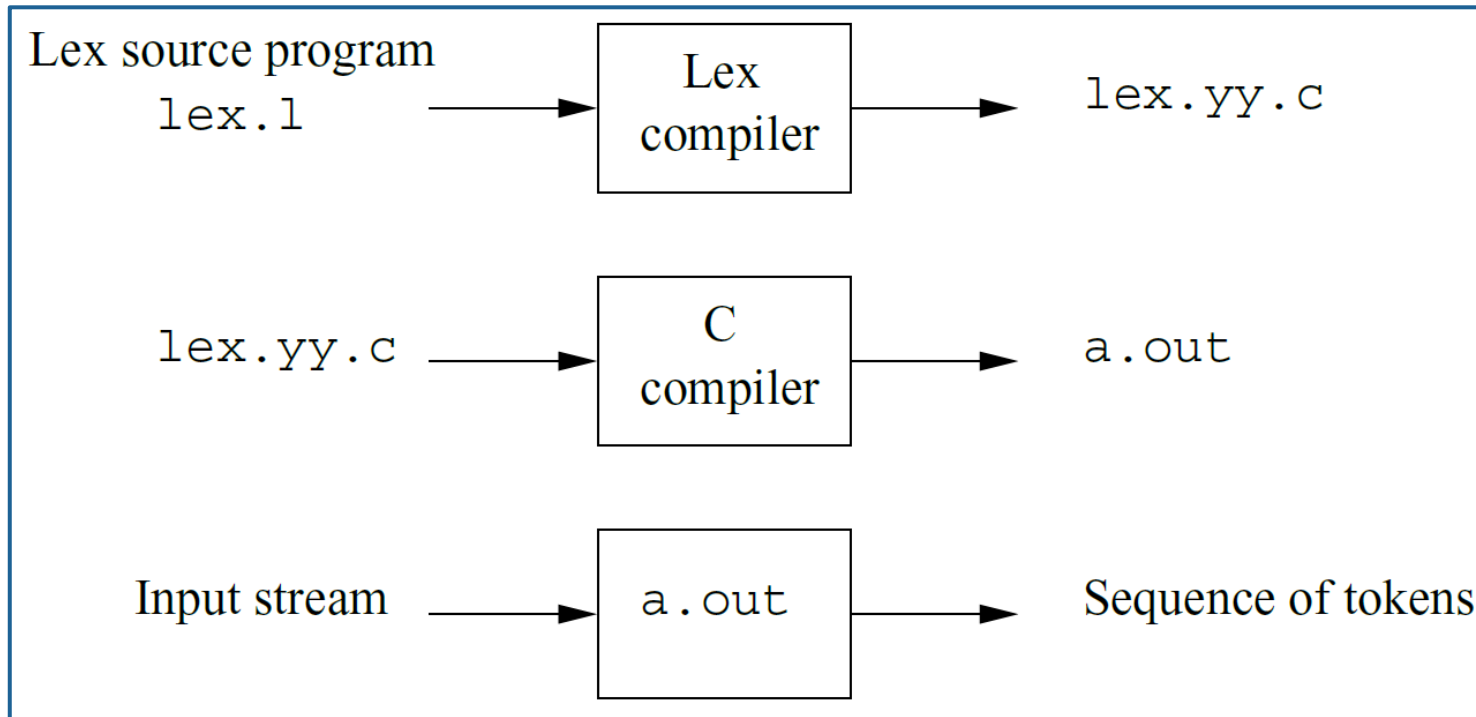 Lex source program
lex.l
Lex
compiler
lex.yy.c
lex.yy.c
C
compiler
a.out
Input stream
a.out
Sequence of tokens